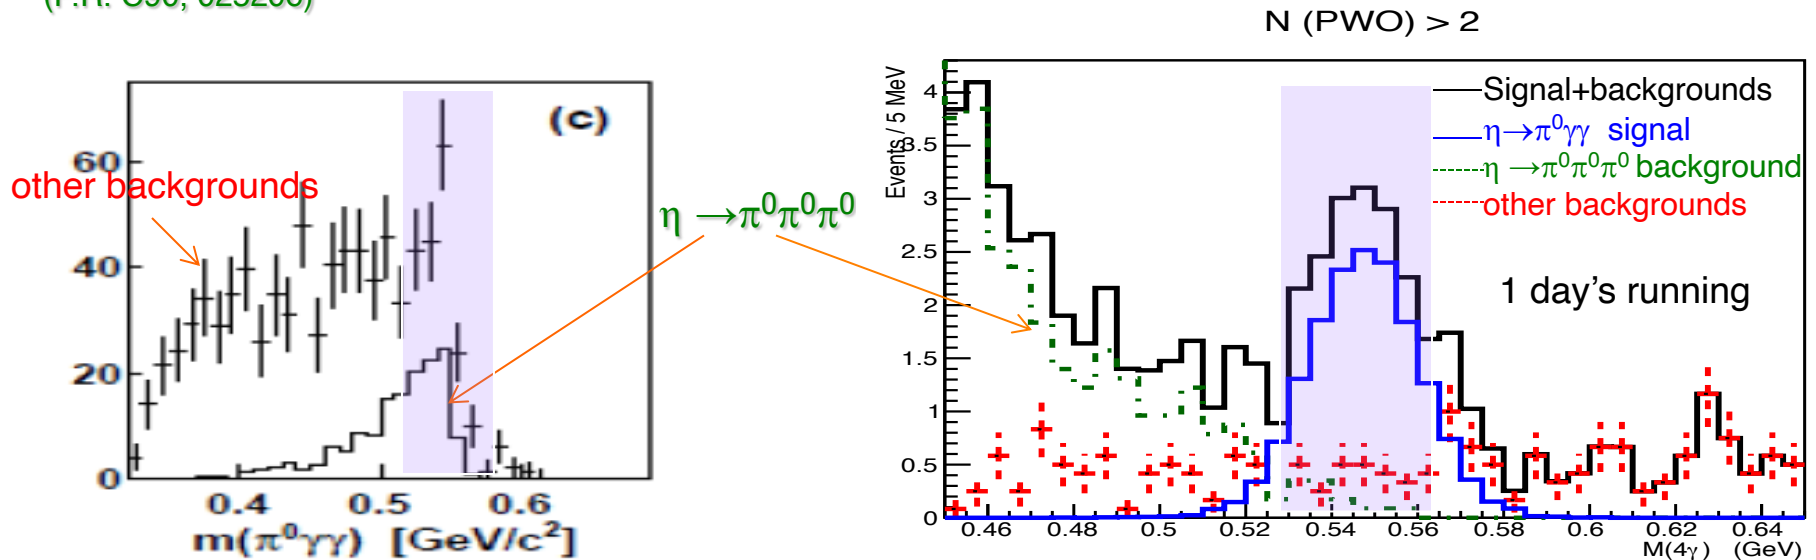 (P.R. C90, 025206)
N (PWO) > 2
(c)
60
other backgrounds
40
20
0
0.4 0.5 0.6
m(π⁰γγ) [GeV/c²]
η →π⁰π⁰π⁰
Events / 5 MeV
4
3.5
3
2.5
2
1.5
1
0.5
0
Signal+backgrounds
η→π⁰γγ signal
η →π⁰π⁰π⁰ background
other backgrounds
1 day's running
0.46 0.48 0.5 0.52 0.54 0.56 0.58 0.6 0.62 0.64
M(4γ) (GeV)